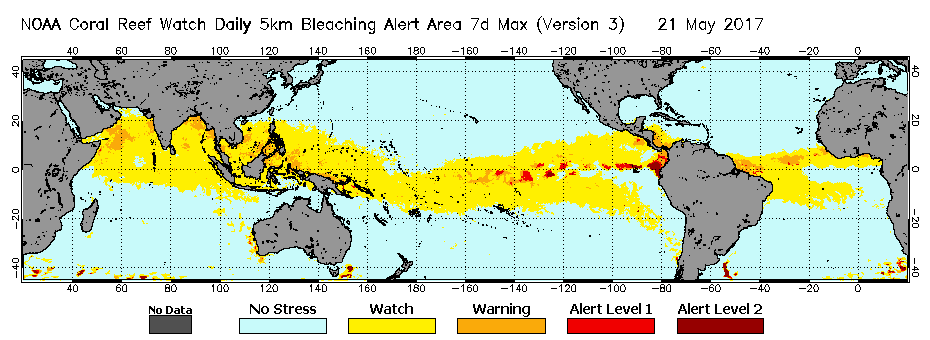 NOAA Coral Reef Watch Daily 5km Bleaching Alert Area 7d Max (Version 3) 21 May 2017
40 60 80 100 120 140 160 180 −160 −140 −120 −100 −80 −60 −40 −20 0
40 40
20 20
0 0
−20 −20
−40 −40
40 60 80 100 120 140 160 180 −160 −140 −120 −100 −80 −60 −40 −20 0
No Data No Stress Watch Warning Alert Level 1 Alert Level 2